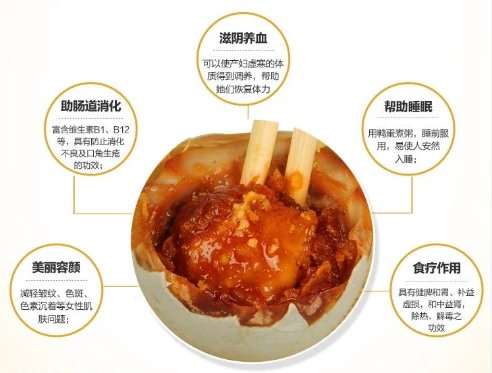 滋阴养血
可以使产妇虚寒的体
质得到调养，帮助
她们恢复体力
助肠道消化
富含维生素B1、B12
等，具有防止消化
不良及口角生疮
的功效；
帮助睡眠
用鸭蛋煮粥，睡前服
用，易使人安然
入睡；
美丽容颜
减轻皱纹、色斑、
色素沉着等女性肌
肤问题；
食疗作用
具有健脾和胃、补益
虚损，和中益胃，
除热、解毒之
功效